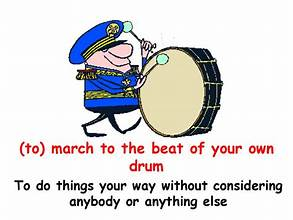 (to) march to the beat of your own
drum
To do things your way without considering
anybody or anything else